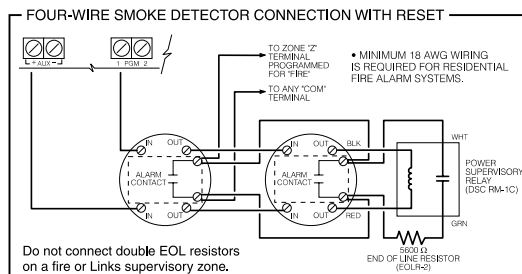 FOUR-WIRE SMOKE DETECTOR CONNECTION WITH RESET
+ AUX -
1 PGM 2
TO ZONE "Z"
TERMINAL
PROGRAMMED
FOR "FIRE"
TO ANY "COM"
TERMINAL
• MINIMUM 18 AWG WIRING
IS REQUIRED FOR RESIDENTIAL
FIRE ALARM SYSTEMS.
IN OUT
IN OUT
BLK
WHT
ALARM
CONTACT
ALARM
CONTACT
POWER
SUPERVISORY
RELAY
(DSC RM-1C)
IN OUT
IN OUT
RED
GRN
5600 Ω
END OF LINE RESISTOR
(EOLR-2)
Do not connect double EOL resistors
on a fire or Links supervisory zone.